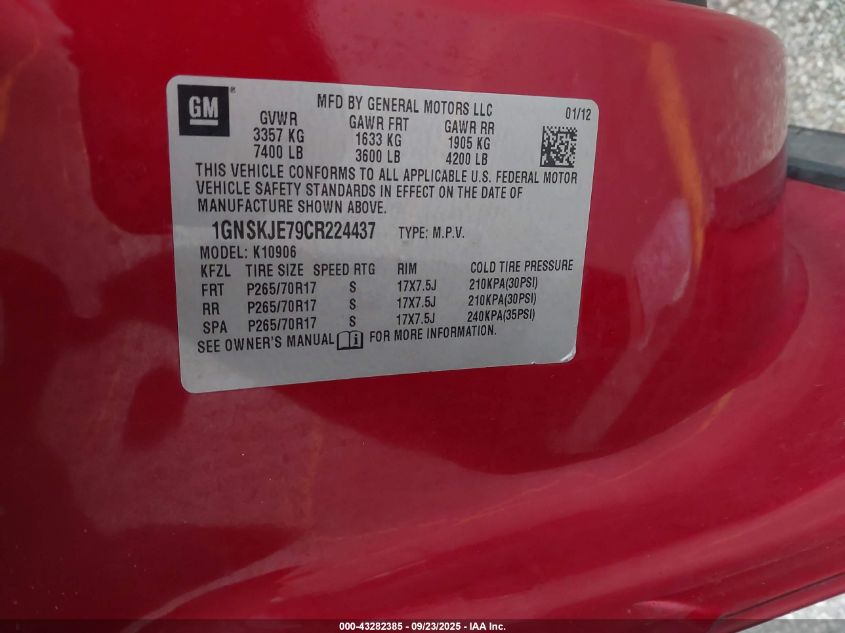 GM
MFD BY GENERAL MOTORS LLC 01/12
GVWR GAWR FRT GAWR RR
3357 KG 1633 KG 1905 KG
7400 LB 3600 LB 4200 LB
THIS VEHICLE CONFORMS TO ALL APPLICABLE U.S. FEDERAL MOTOR
VEHICLE SAFETY STANDARDS IN EFFECT ON THE DATE OF
MANUFACTURE SHOWN ABOVE.
1GNSKJE79CR224437 TYPE: M.P.V.
MODEL: K10906
KFZL TIRE SIZE SPEED RTG RIM COLD TIRE PRESSURE
FRT P265/70R17 S 17X7.5J 210KPA(30PSI)
RR P265/70R17 S 17X7.5J 210KPA(30PSI)
SPA P265/70R17 S 17X7.5J 240KPA(35PSI)
SEE OWNER'S MANUAL FOR MORE INFORMATION.
000-43282385 - 09/23/2025 - IAA Inc.